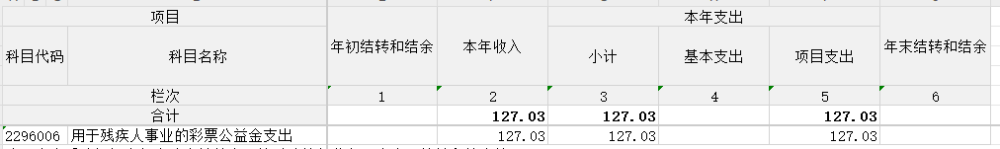 项目 本年支出
科目代码 科目名称 年初结转和结余 本年收入 小计 基本支出 项目支出 年末结转和结余
栏次 1 2 3 4 5 6
合计 127.03 127.03 127.03
2296006 用于残疾人事业的彩票公益金支出 127.03 127.03 127.03